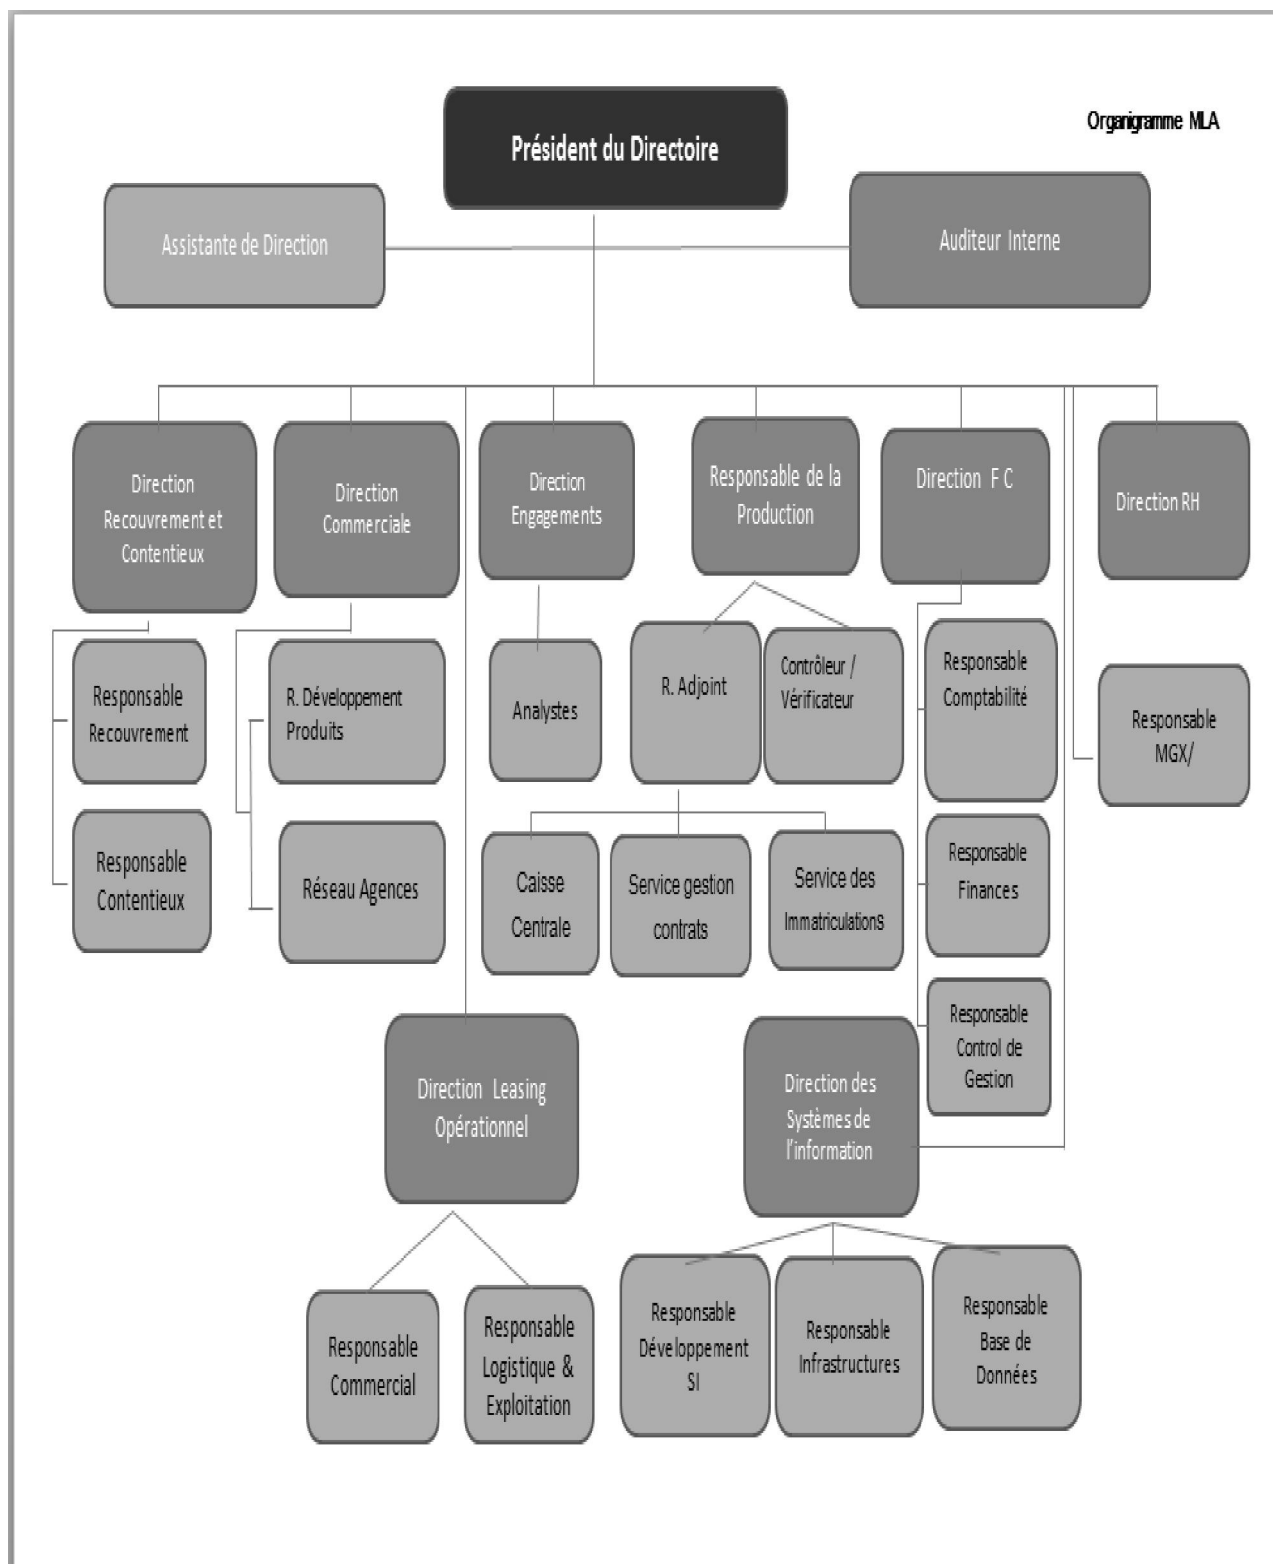 Organigramme MLA
Président du Directoire
Assistante de Direction
Auditeur Interne
Direction
Recouvrement et
Contentieux
Direction
Commerciale
Direction
Engagements
Responsable de la
Production
Direction F C
Direction RH
Responsable
Recouvrement
R. Développement
Produits
Analystes
R. Adjoint
Contrôleur /
Vérificateur
Responsable
Comptabilité
Responsable
MGX/
Responsable
Contentieux
Réseau Agences
Caisse
Centrale
Service gestion
contrats
Service des
Immatriculations
Responsable
Finances
Responsable
Control de
Gestion
Direction Leasing
Opérationnel
Direction des
Systèmes de
l'information
Responsable
Commercial
Responsable
Logistique &
Exploitation
Responsable
Développement
SI
Responsable
Infrastructures
Responsable
Base de
Données